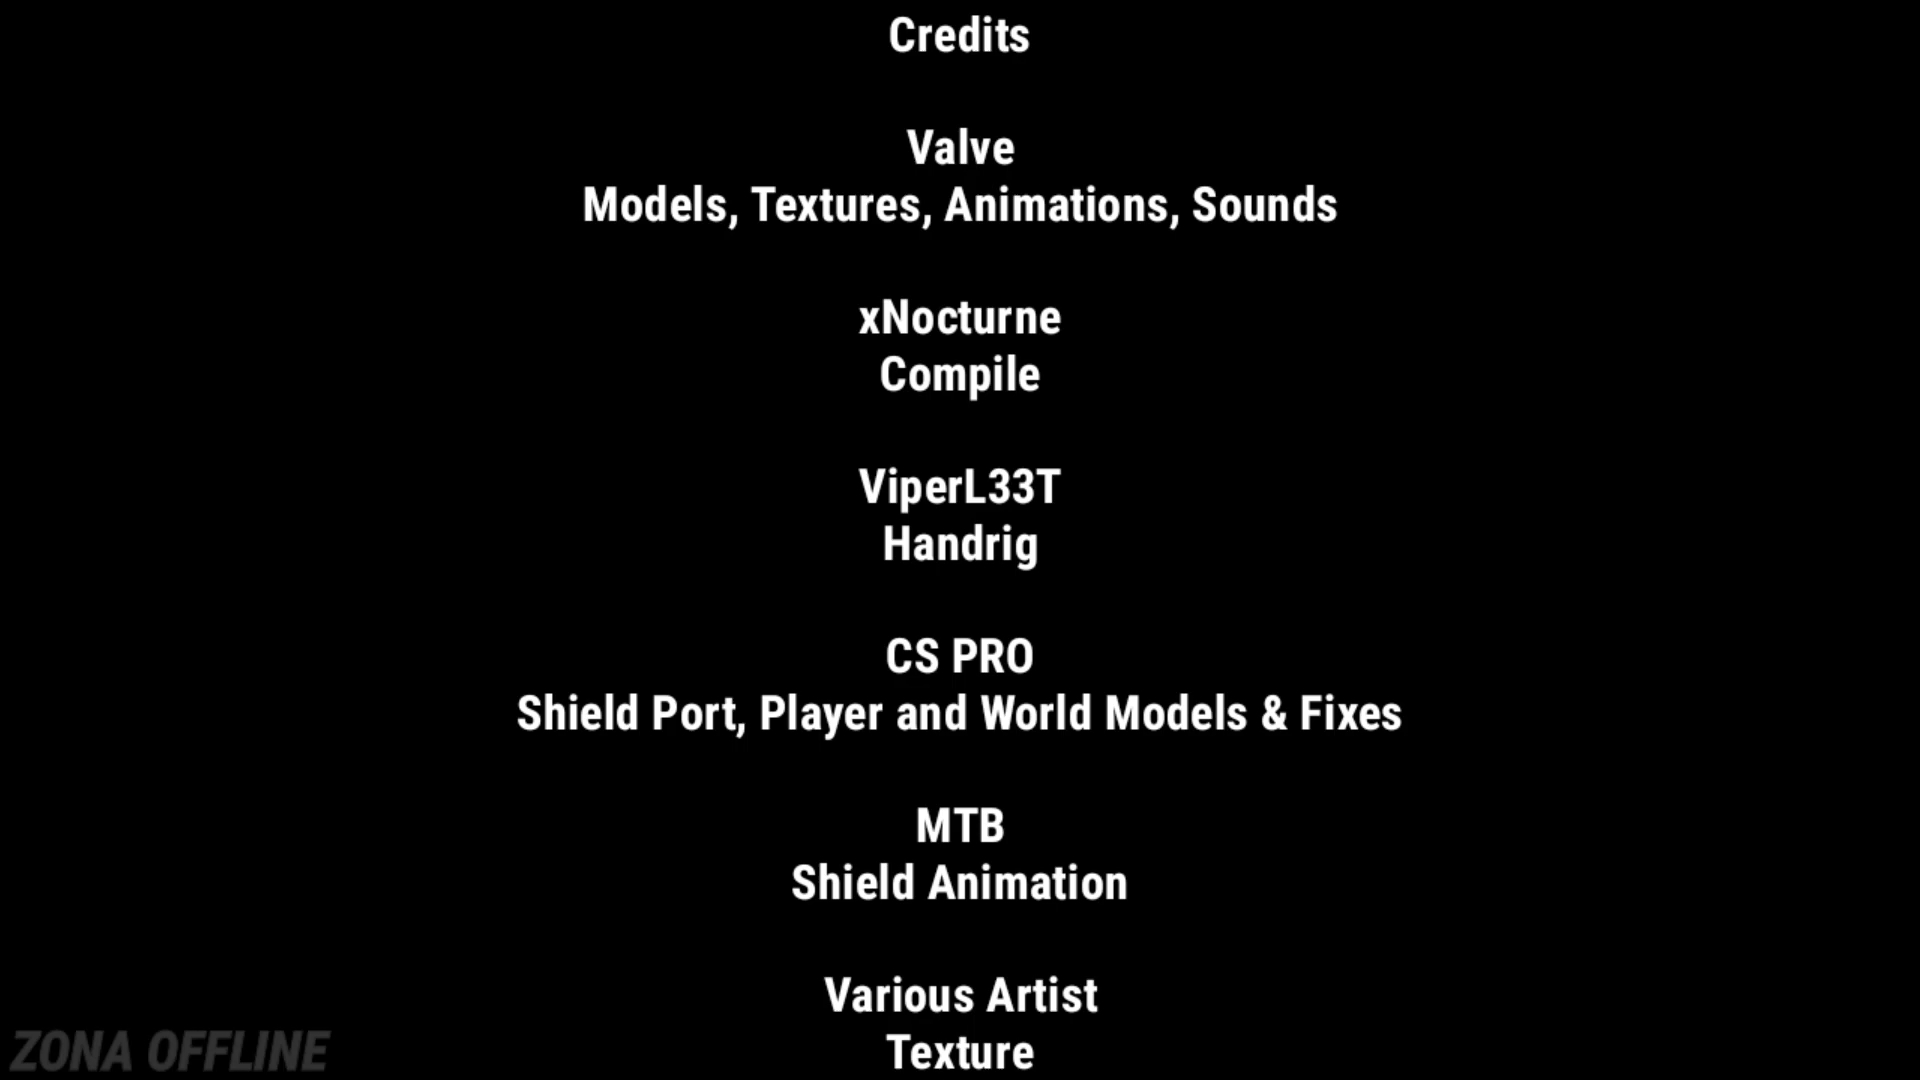 Credits
Valve
Models, Textures, Animations, Sounds
xNocturne
Compile
ViperL33T
Handrig
CS PRO
Shield Port, Player and World Models & Fixes
MTB
Shield Animation
Various Artist
Texture
ZONA OFFLINE